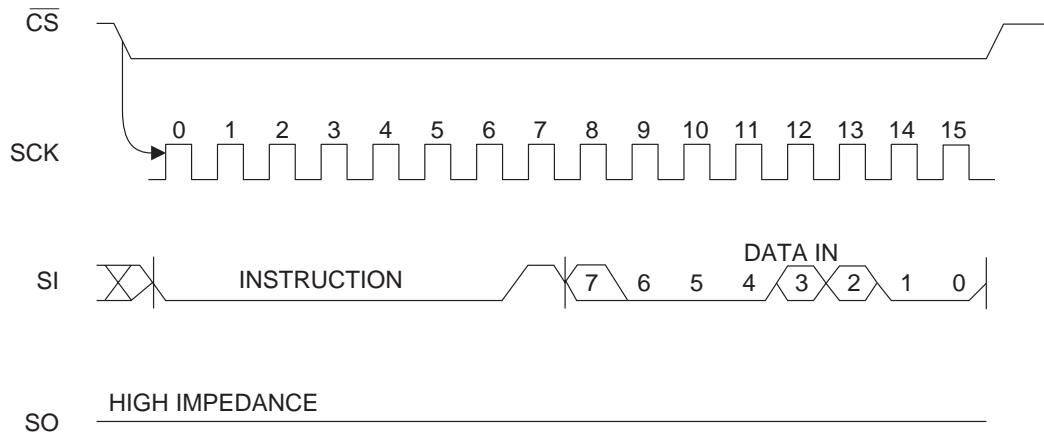 CS
SCK
0 1 2 3 4 5 6 7 8 9 10 11 12 13 14 15
DATA IN
SI
INSTRUCTION
7 6 5 4 3 2 1 0
HIGH IMPEDANCE
SO